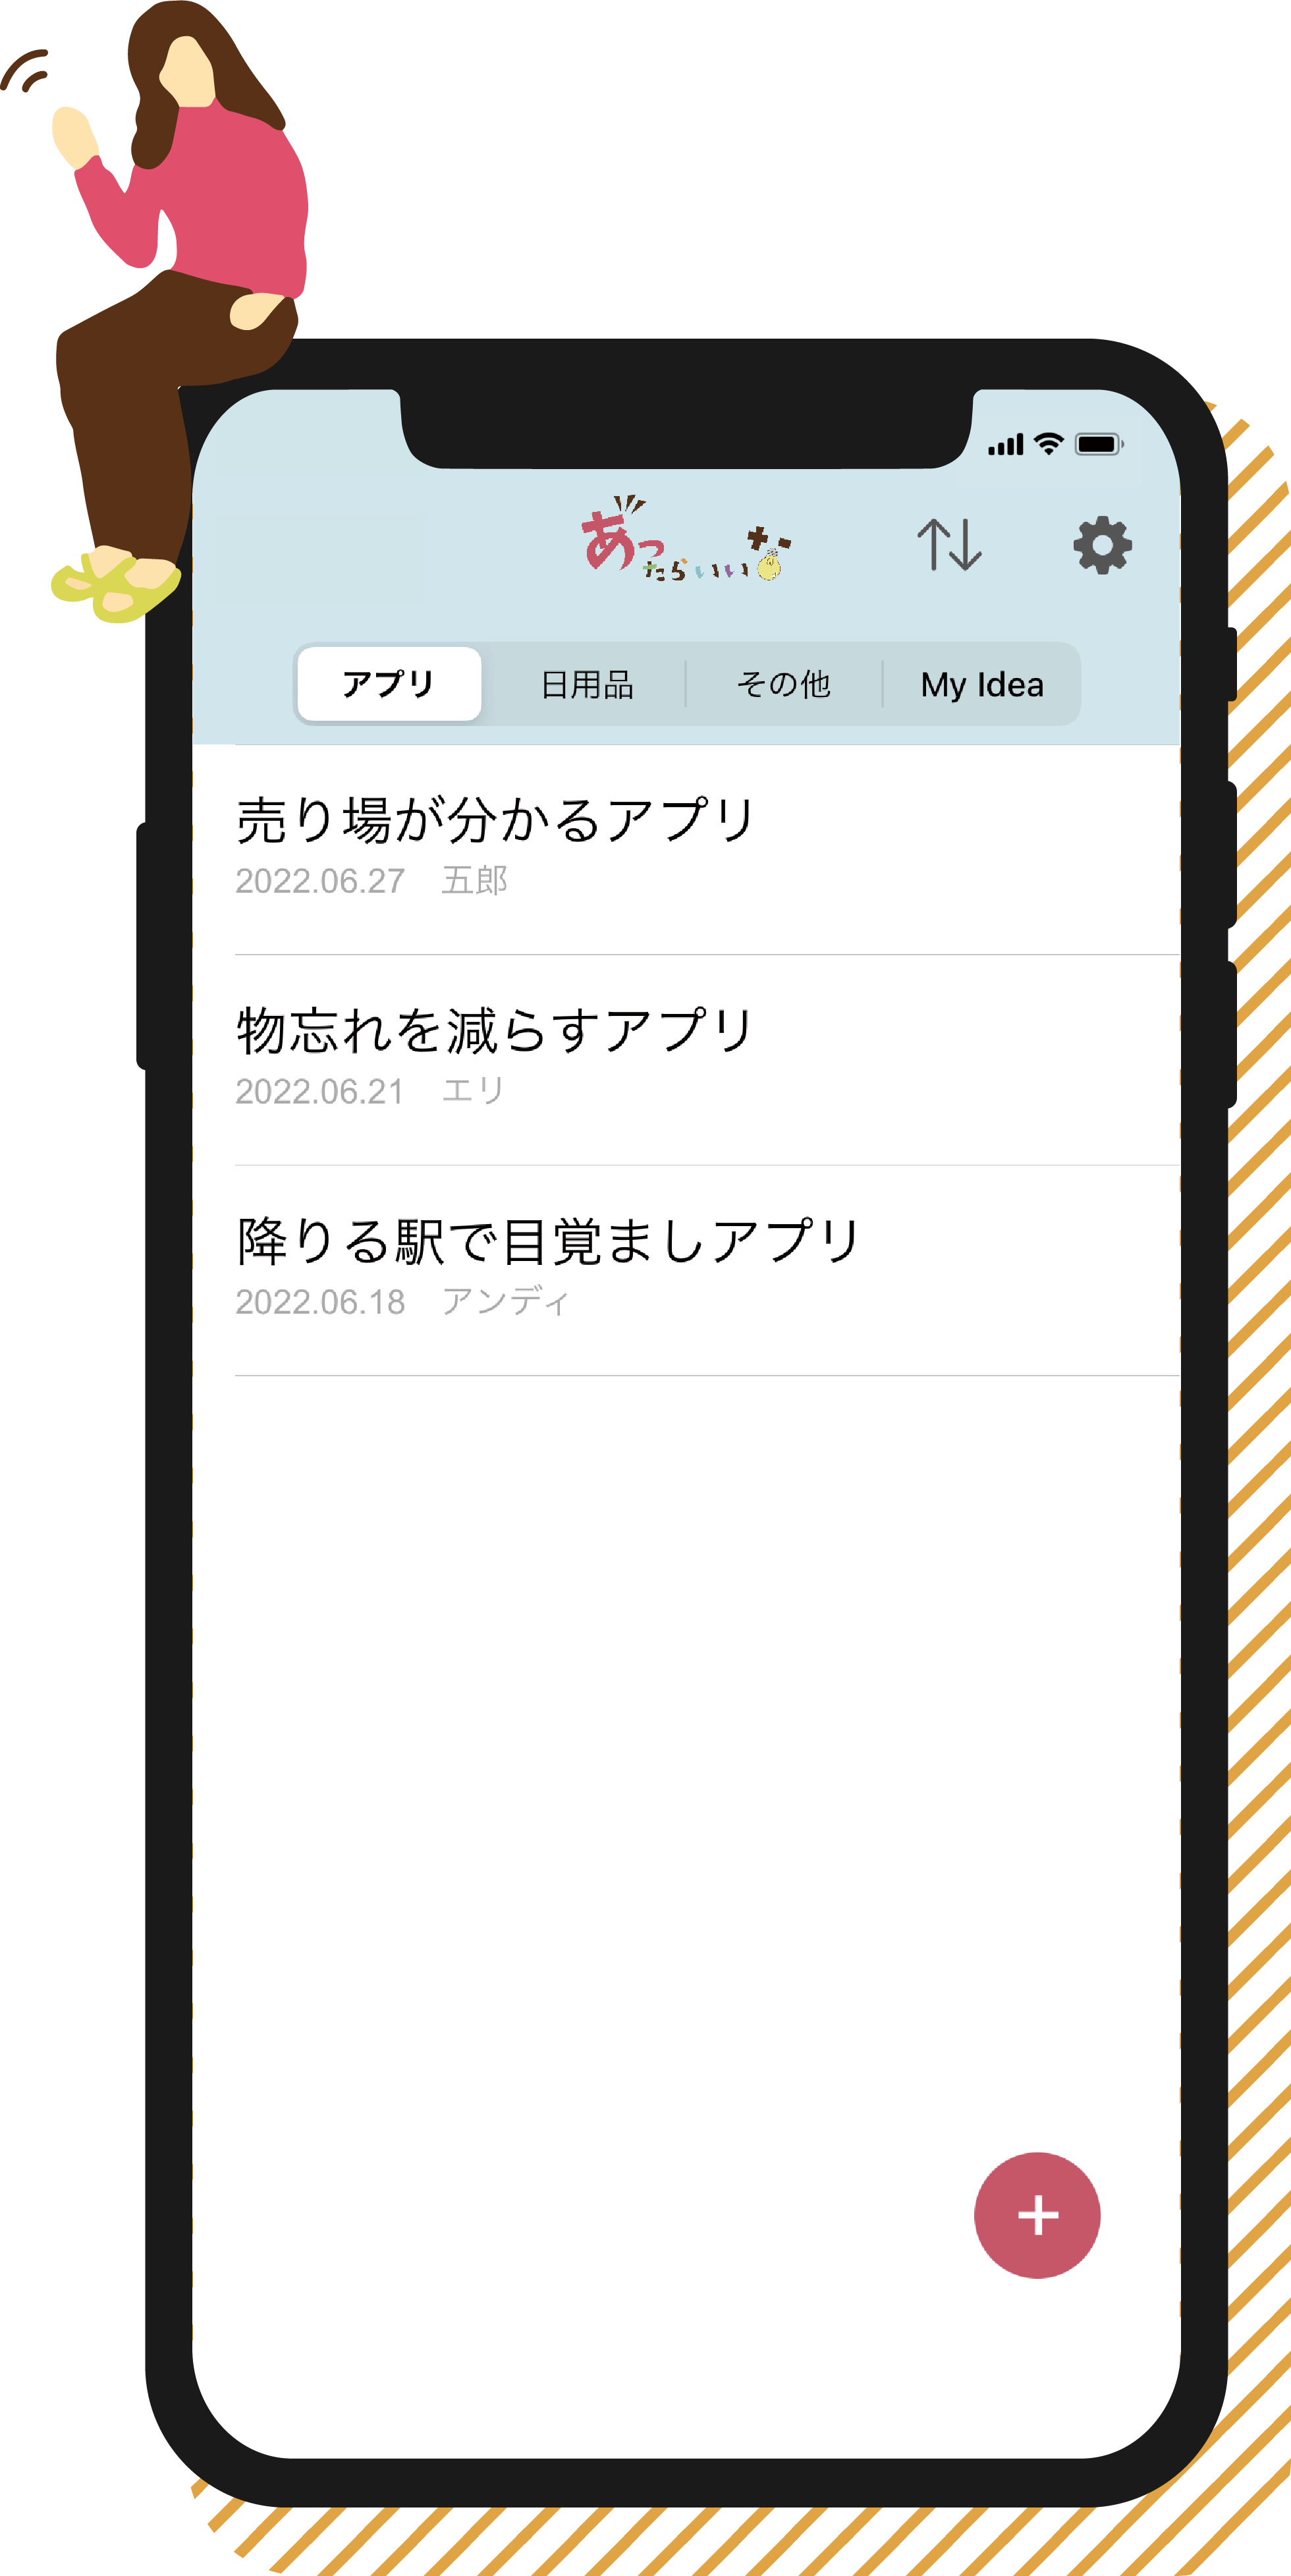 あったらいいな
アプリ 日用品 その他 My Idea
売り場が分かるアプリ
2022.06.27 五郎
物忘れを減らすアプリ
2022.06.21 エリ
降りる駅で目覚ましアプリ
2022.06.18 アンディ